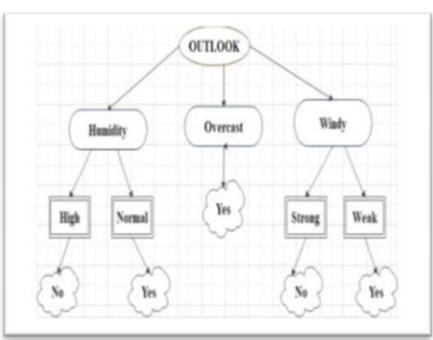 OUTLOOK
Humidity
Overcast
Windy
High
Normal
Yes
Strong
Weak
No
Yes
No
Yes